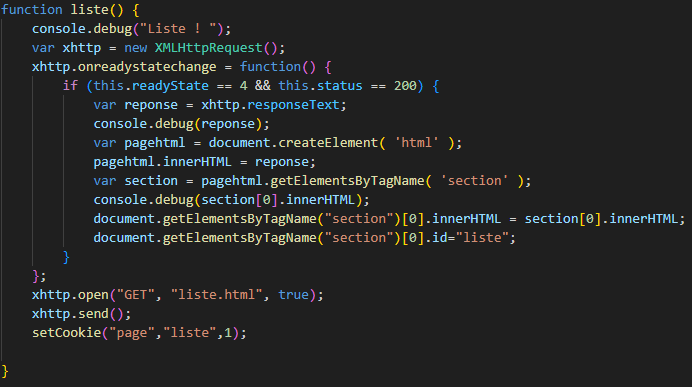 function liste() {
    console.debug("Liste ! ");
    var xhttp = new XMLHttpRequest();
    xhttp.onreadystatechange = function() {
        if (this.readyState == 4 && this.status == 200) {
            var reponse = xhttp.responseText;
            console.debug(reponse);
            var pagehtml = document.createElement( 'html' );
            pagehtml.innerHTML = reponse;
            var section = pagehtml.getElementsByTagName( 'section' );
            console.debug(section[0].innerHTML);
            document.getElementsByTagName("section")[0].innerHTML = section[0].innerHTML;
            document.getElementsByTagName("section")[0].id="liste";
        }
    };
    xhttp.open("GET", "liste.html", true);
    xhttp.send();
    setCookie("page","liste",1);
}